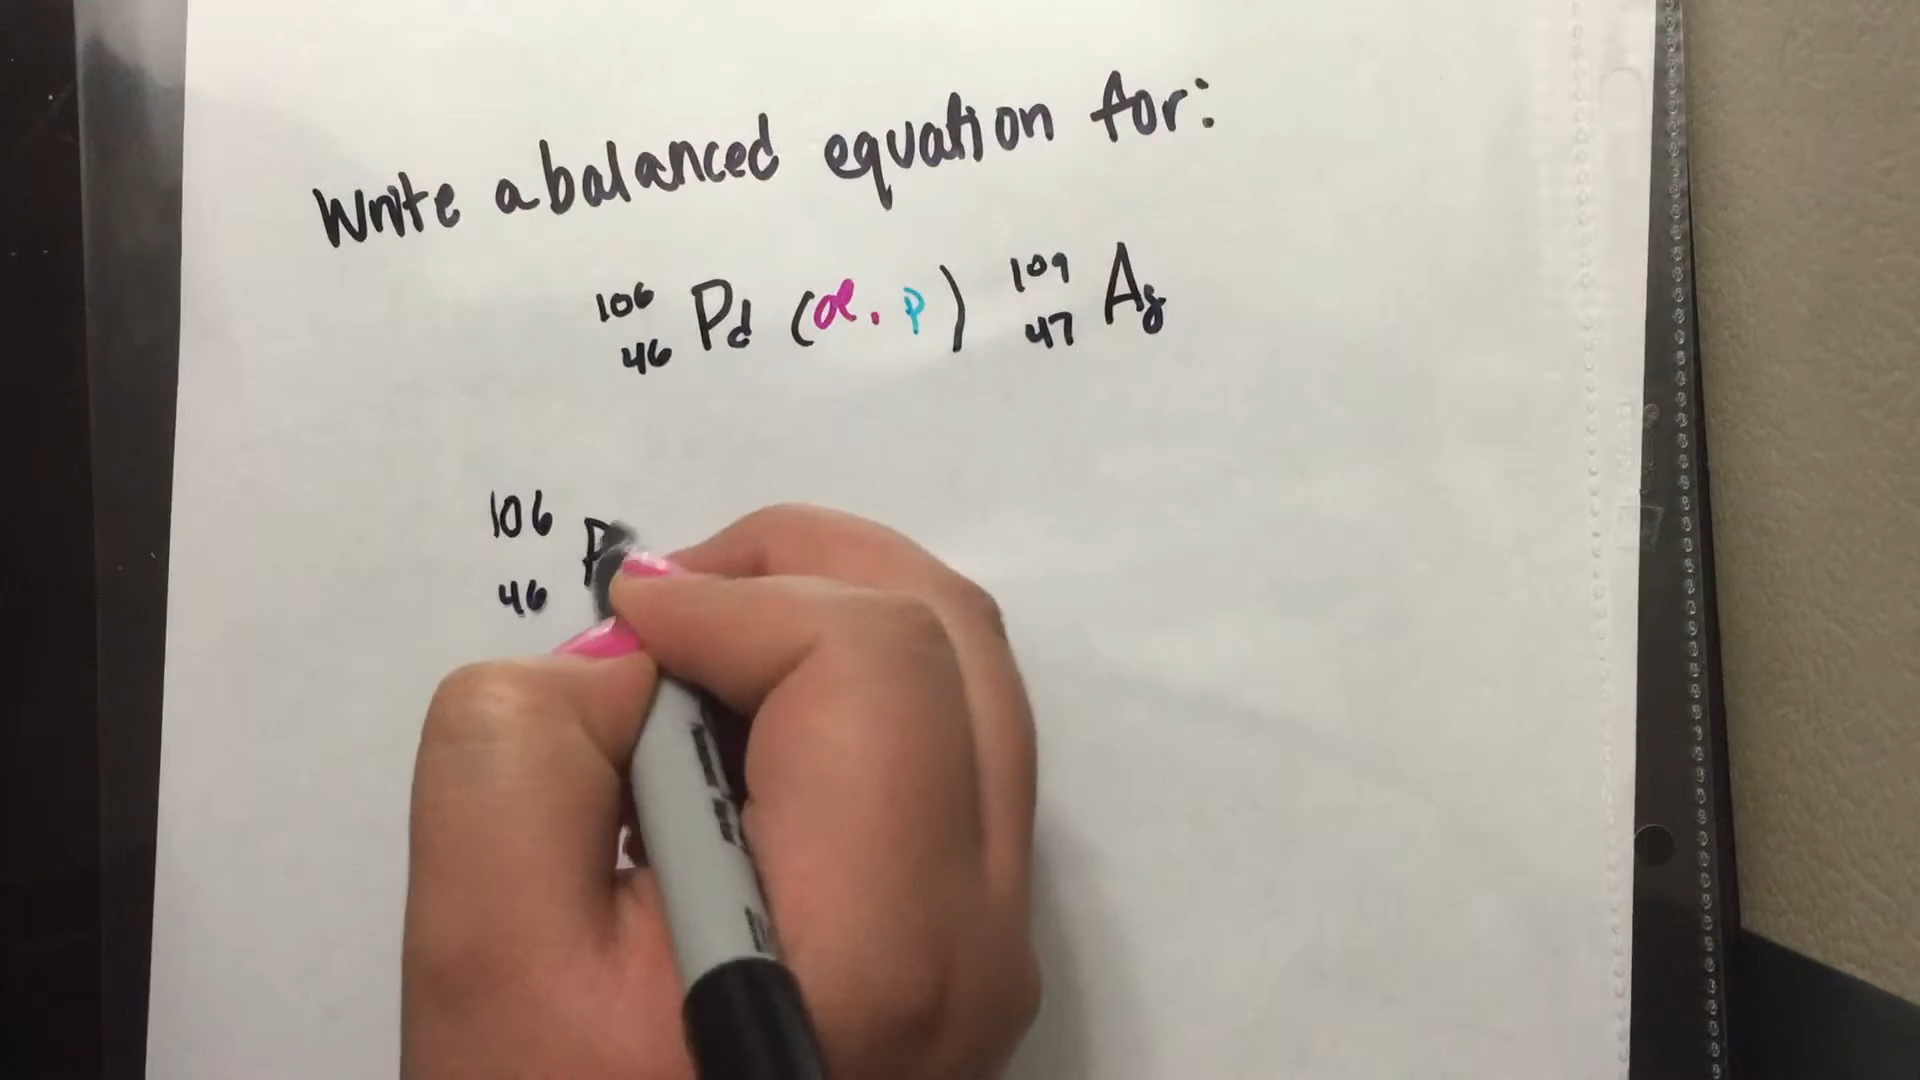 Write a balanced equation for:
106 46 Pd (α, p) 109 47 Ag
106 46 P